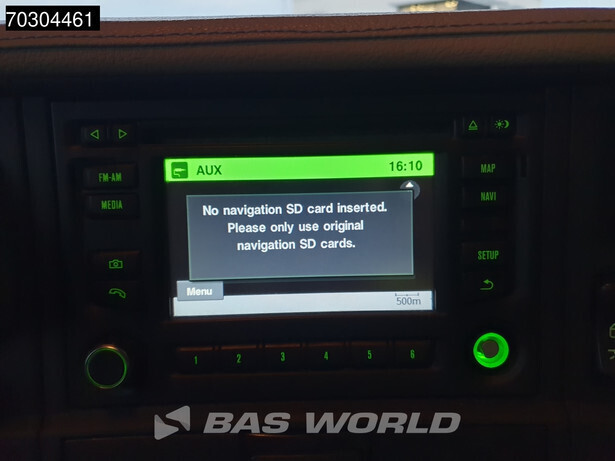 70304461
AUX 16:10
FM-AM
MEDIA
MAP
NAVI
SETUP
No navigation SD card inserted.
Please only use original
navigation SD cards.
Menu
500m
1 2 3 4 5 6
BAS WORLD